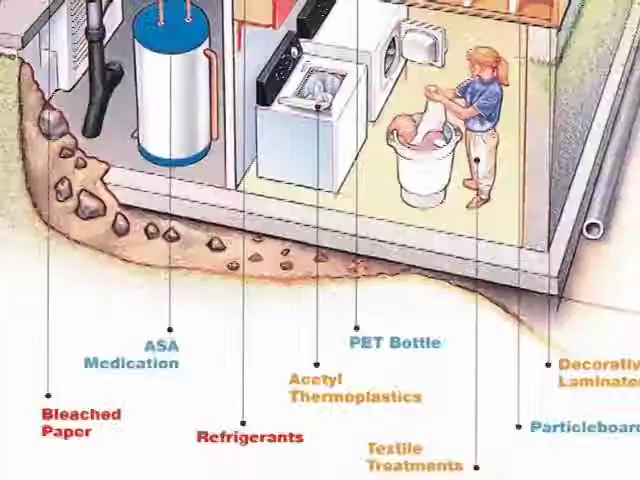 ASA
Medication
PET Bottle
Acetyl
Thermoplastics
Decorativ
Laminate
Bleached
Paper
Refrigerants
Particleboar
Textile
Treatments